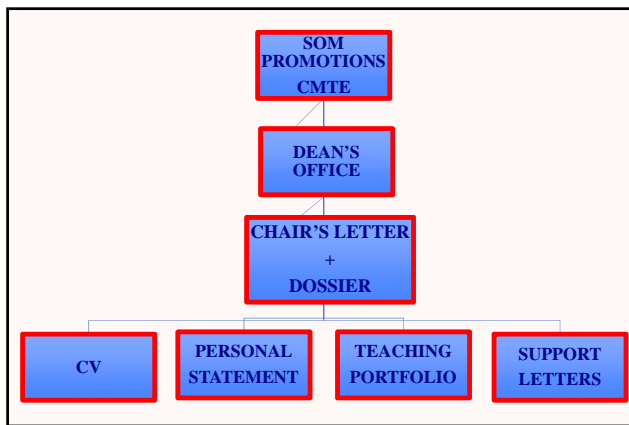 SOM
PROMOTIONS
CMTE
DEAN'S
OFFICE
CHAIR'S LETTER
+
DOSSIER
CV
PERSONAL
STATEMENT
TEACHING
PORTFOLIO
SUPPORT
LETTERS